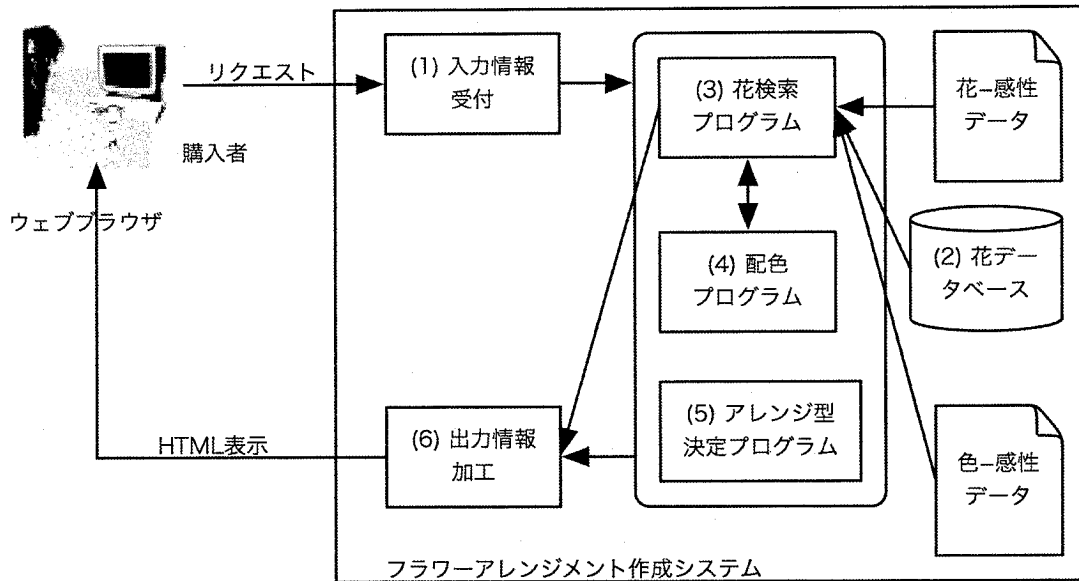 リクエスト
(1) 入力情報
受付
(3) 花検索
プログラム
花−感性
データ
購入者
ウェブブラウザ
(4) 配色
プログラム
(2) 花デー
タベース
(5) アレンジ型
決定プログラム
HTML表示
(6) 出力情報
加工
色−感性
データ
フラワーアレンジメント作成システム